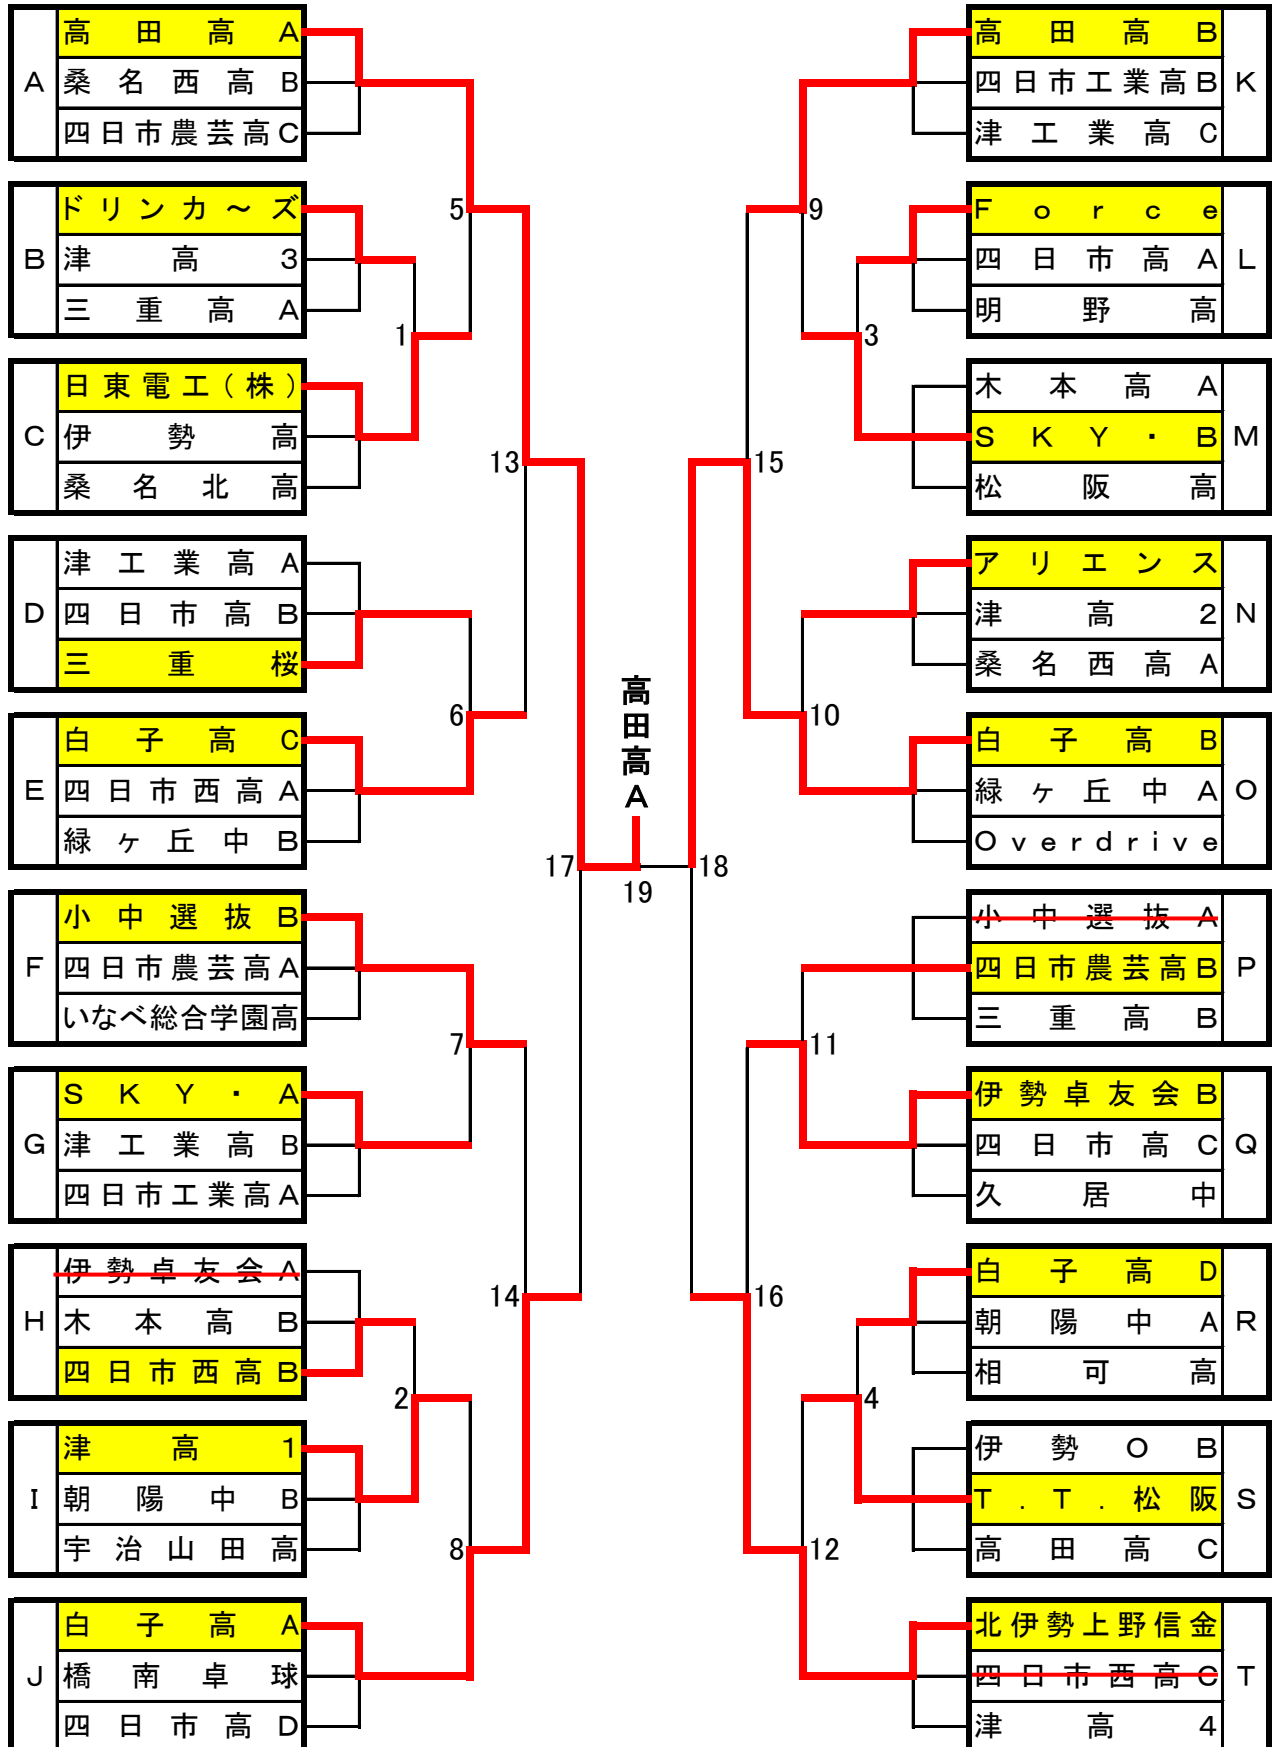 A
高田高A
桑名西高B
四日市農芸高C
B
ドリンカ～ズ
津高3
三重高A
C
日東電工(株)
伊勢高
桑名北高
D
津工業高A
四日市高B
三重桜
E
白子高C
四日市西高A
緑ヶ丘中B
F
小中選抜B
四日市農芸高A
いなべ総合学園高
G
SKY・A
津工業高B
四日市工業高A
H
伊勢卓友会A
木本高B
四日市西高B
I
津高1
朝陽中B
宇治山田高
J
白子高A
橋南卓球
四日市高D
5
1
13
6
17
7
14
2
8
高田高A
19
9
3
15
10
18
11
16
4
12
高田高B
四日市工業高B
津工業高C
K
Force
四日市高A
明野高
L
木本高A
SKY・B
松阪高
M
アリエンス
津高2
桑名西高A
N
白子高B
緑ヶ丘中A
Overdrive
O
小中選抜A
四日市農芸高B
三重高B
P
伊勢卓友会B
四日市高C
久居中
Q
白子高D
朝陽中A
相可高
R
伊勢OB
T.T.松阪
高田高C
S
北伊勢上野信金
四日市西高C
津高4
T